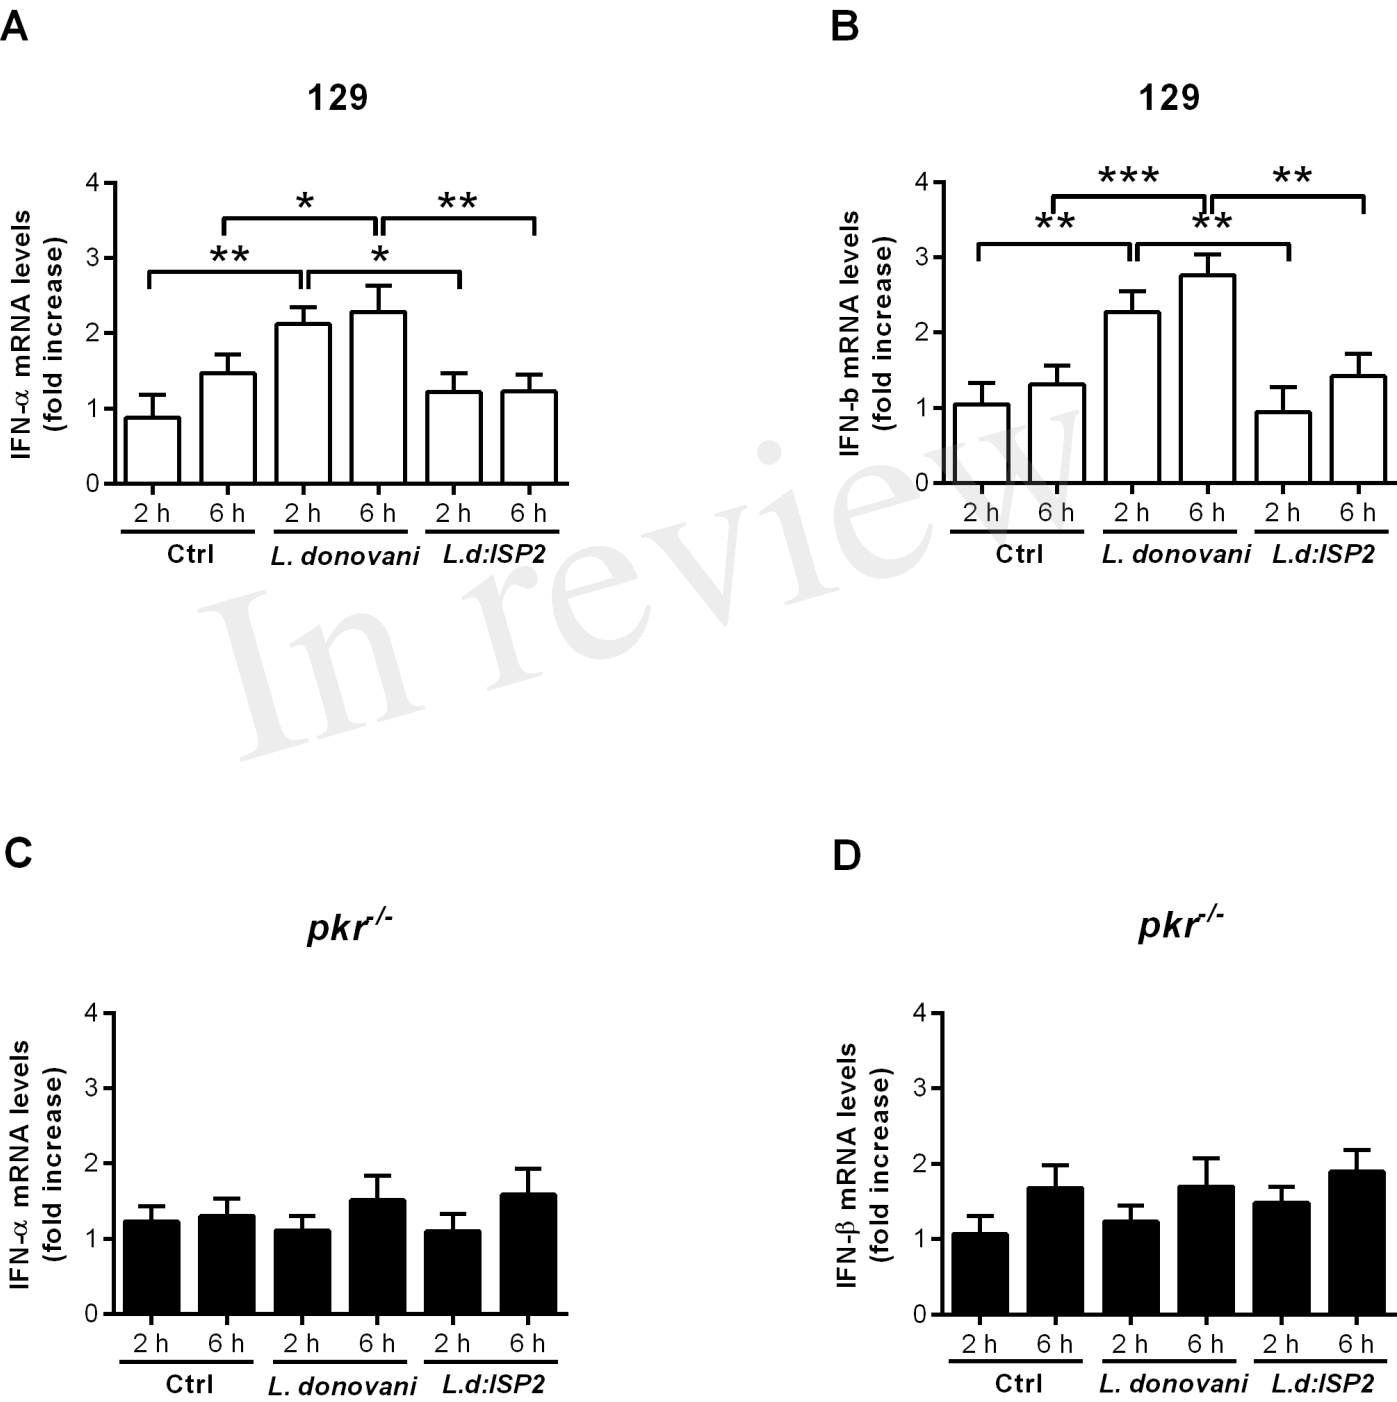 A
129
IFN-α mRNA levels
(fold increase)
4
3
2
1
0
* **
** *
2 h 6 h 2 h 6 h 2 h 6 h
Ctrl L. donovani L.d:ISP2
B
129
IFN-b mRNA levels
(fold increase)
4
3
2
1
0
*** **
** **
2 h 6 h 2 h 6 h 2 h 6 h
Ctrl L. donovani L.d:ISP2
In review
C
pkr-/-
IFN-α mRNA levels
(fold increase)
4
3
2
1
0
2 h 6 h 2 h 6 h 2 h 6 h
Ctrl L. donovani L.d:ISP2
D
pkr-/-
IFN-β mRNA levels
(fold increase)
4
3
2
1
0
2 h 6 h 2 h 6 h 2 h 6 h
Ctrl L. donovani L.d:ISP2